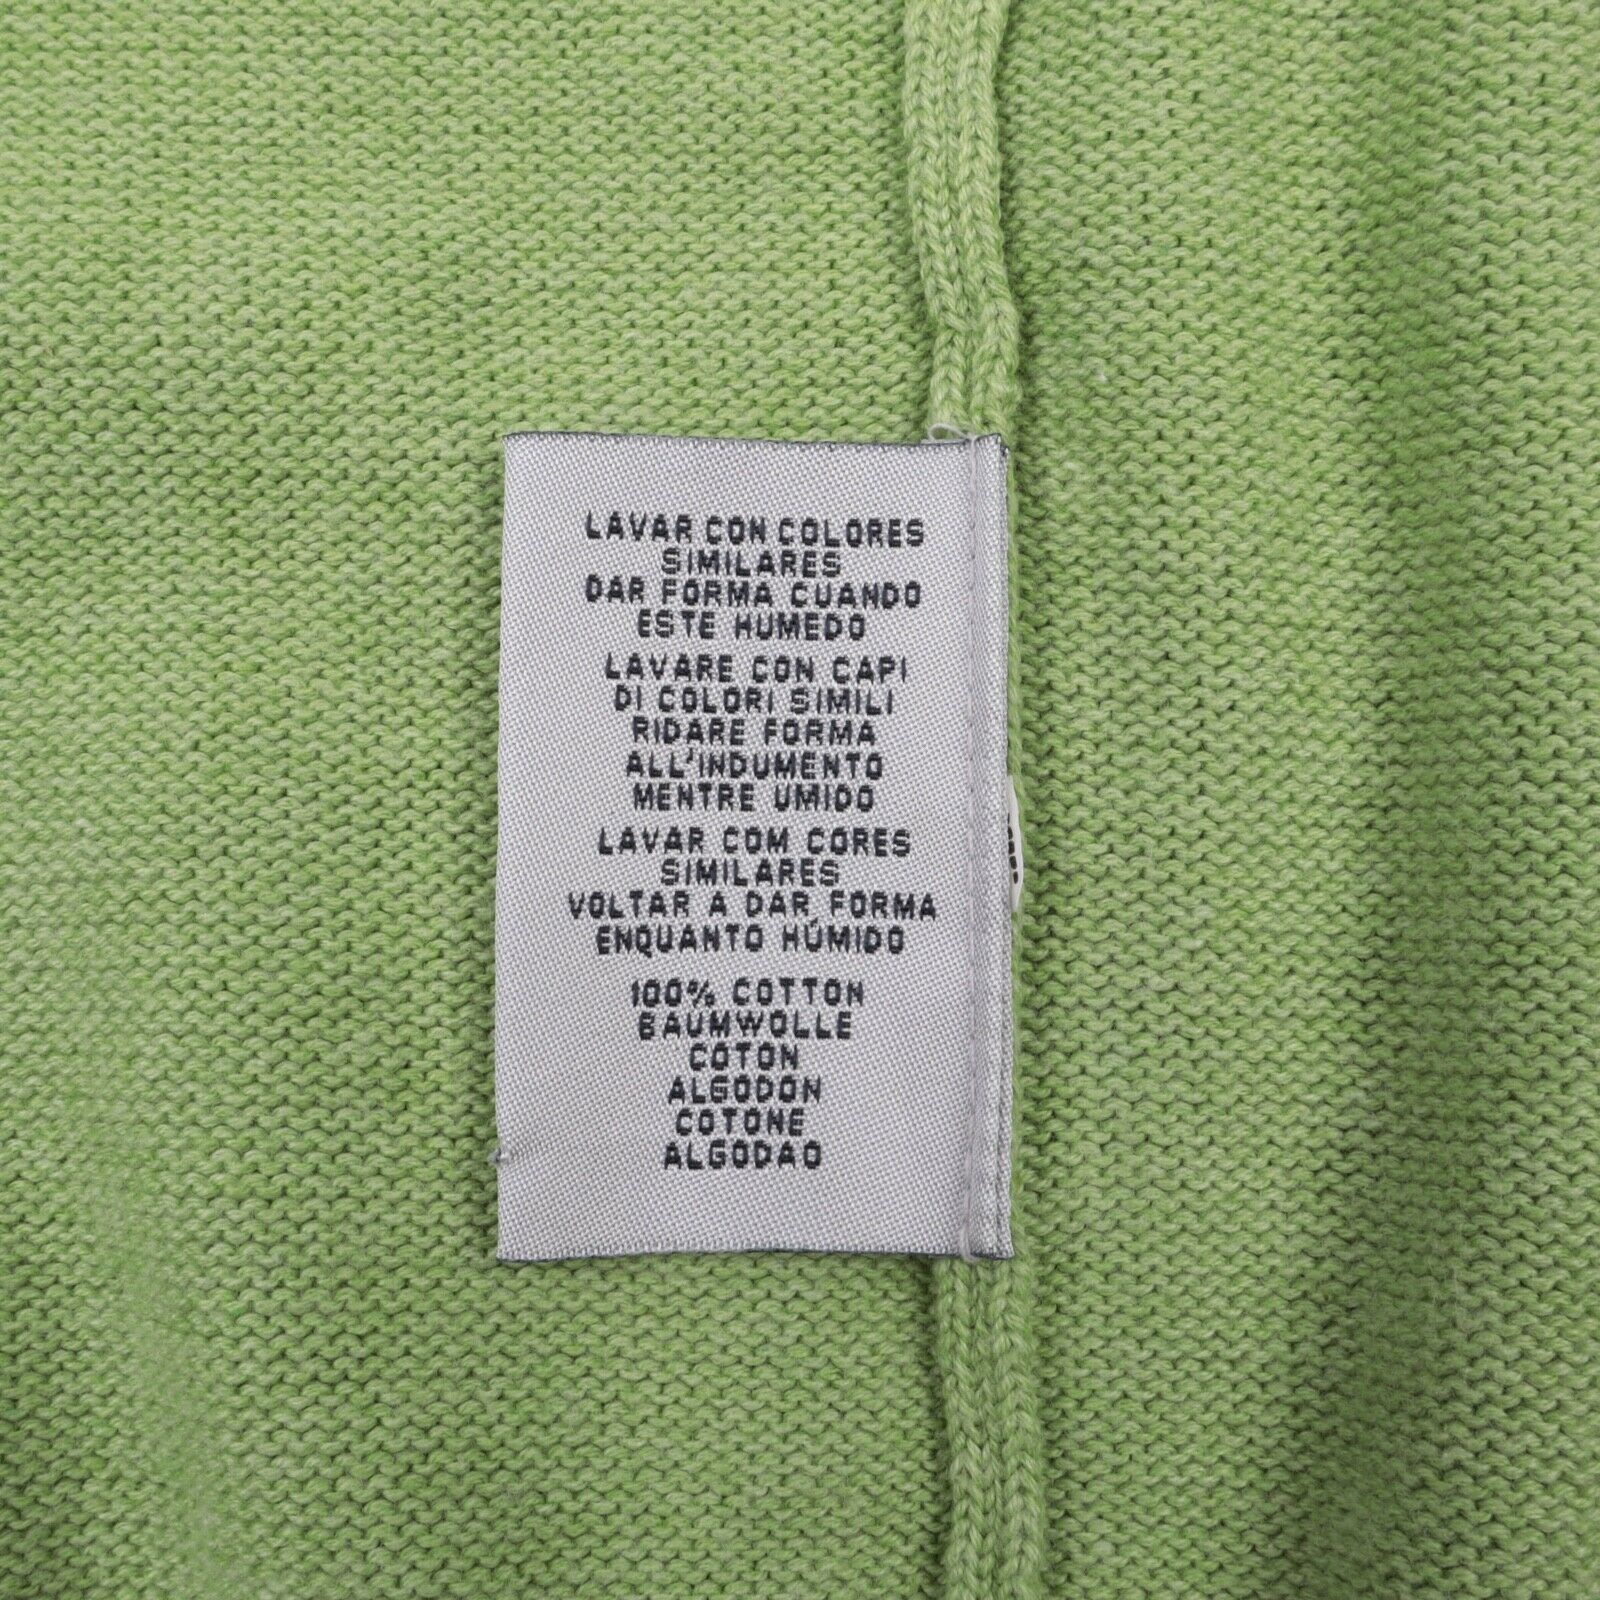 LAVAR CON COLORES
SIMILARES
DAR FORMA CUANDO
ESTE HUMEDO
LAVARE CON CAPI
DI COLORI SIMILI
RIDARE FORMA
ALL'INDUMENTO
MENTRE UMIDO
LAVAR COM CORES
SIMILARES
VOLTAR A DAR FORMA
ENQUANTO HÚMIDO
100% COTTON
BAUMWOLLE
COTON
ALGODON
COTONE
ALGODAO